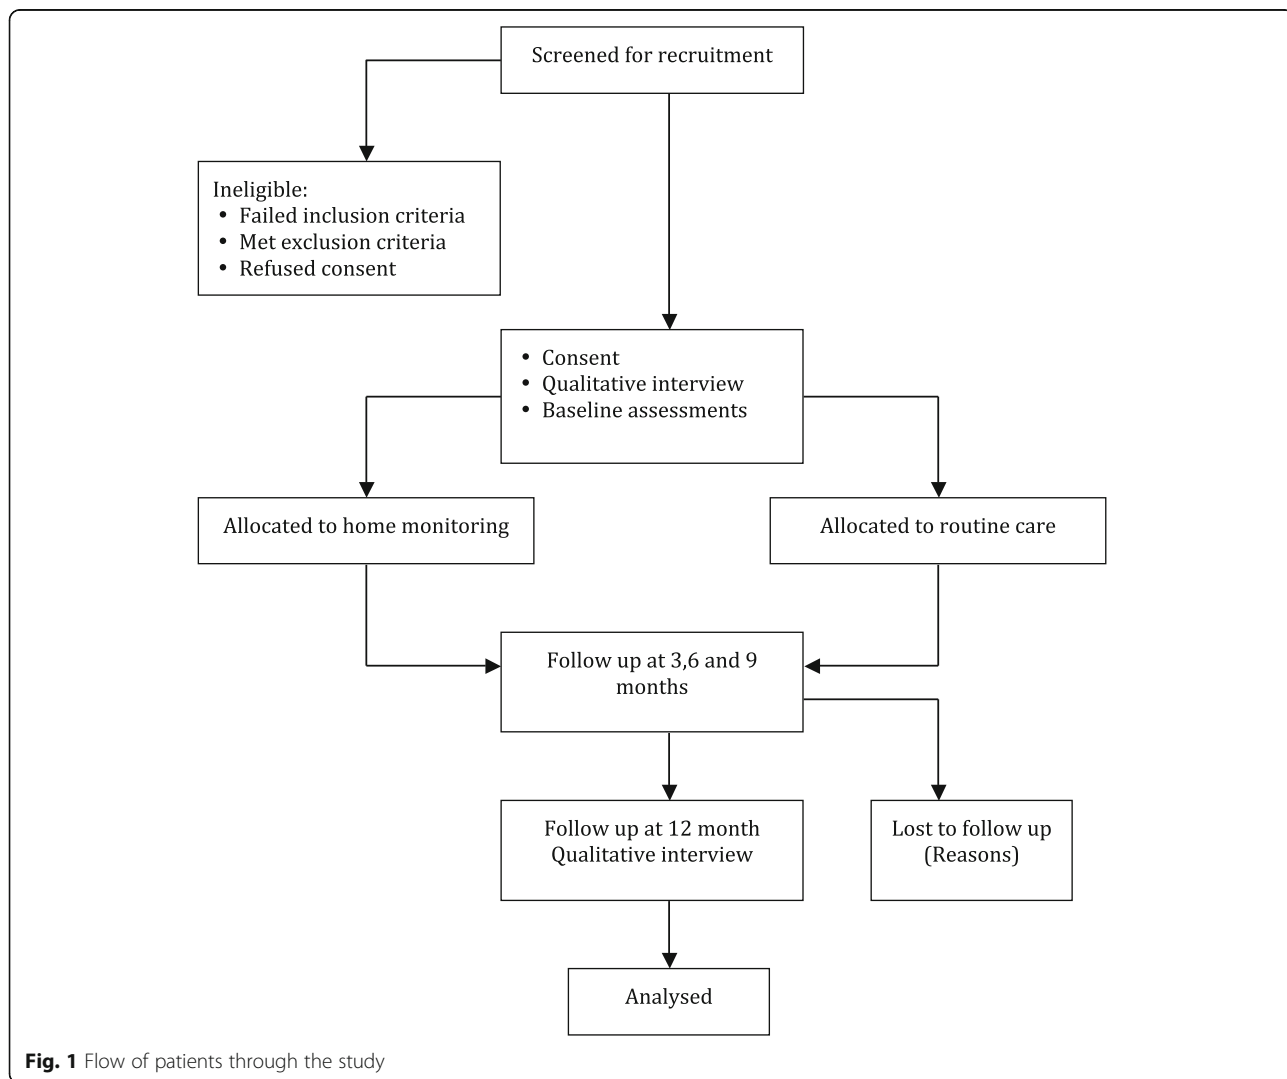 Screened for recruitment
Ineligible:
• Failed inclusion criteria
• Met exclusion criteria
• Refused consent
• Consent
• Qualitative interview
• Baseline assessments
Allocated to home monitoring
Allocated to routine care
Follow up at 3,6 and 9
months
Follow up at 12 month
Qualitative interview
Lost to follow up
(Reasons)
Analysed
Fig. 1 Flow of patients through the study